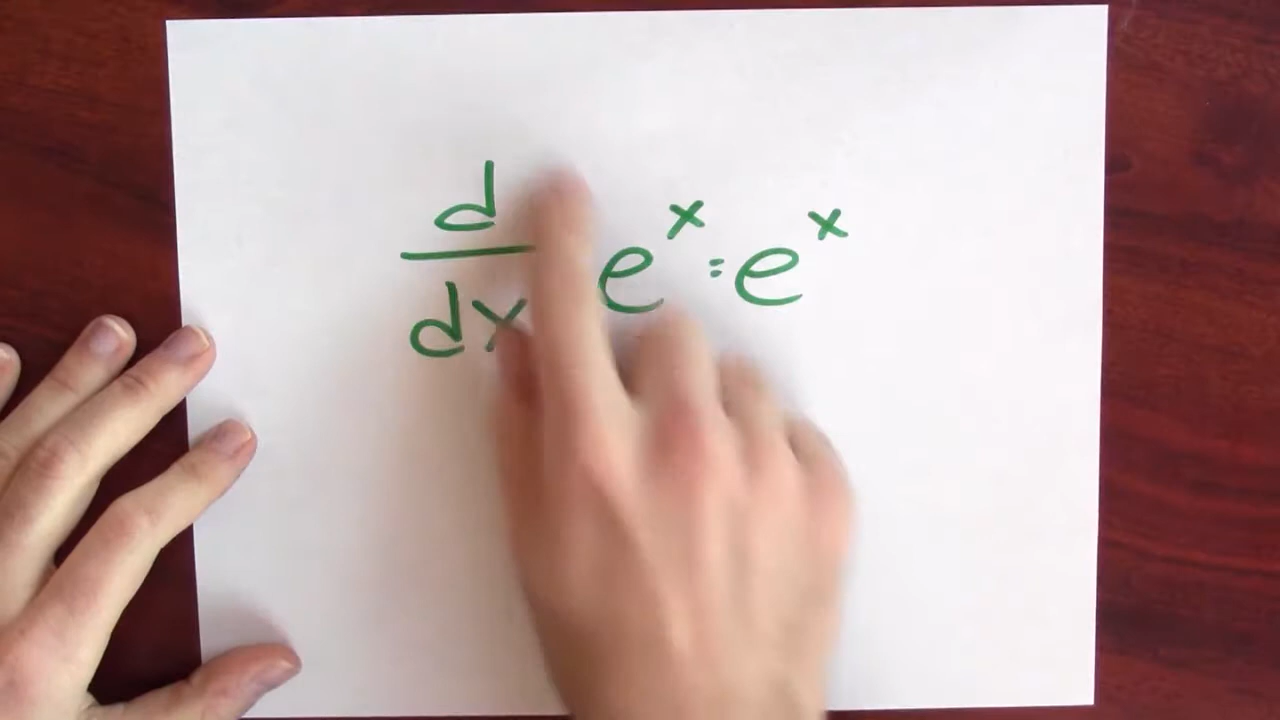 d/dx e^x = e^x